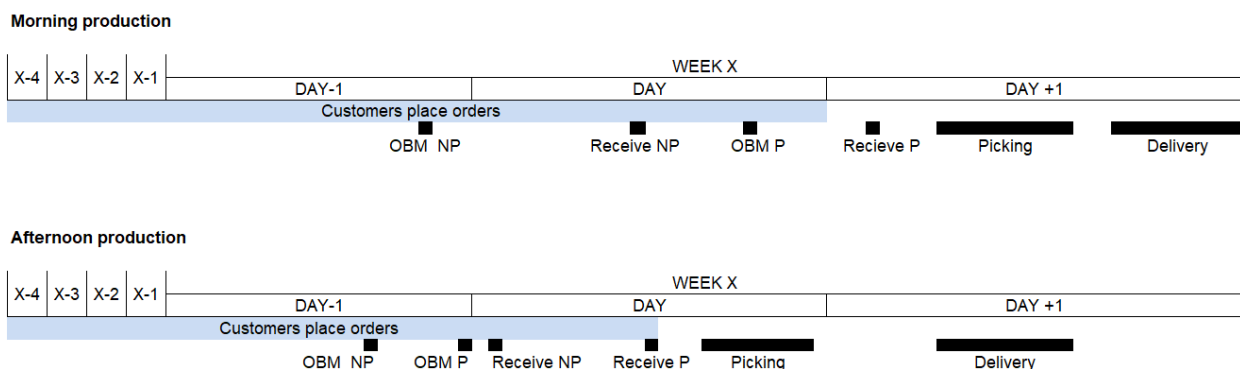 Morning production
X-4 X-3 X-2 X-1 WEEK X
DAY-1 DAY DAY +1
Customers place orders
OBM NP Receive NP OBM P Recieve P Picking Delivery
Afternoon production
X-4 X-3 X-2 X-1 WEEK X
DAY-1 DAY DAY +1
Customers place orders
OBM NP OBM P Receive NP Receive P Picking Delivery